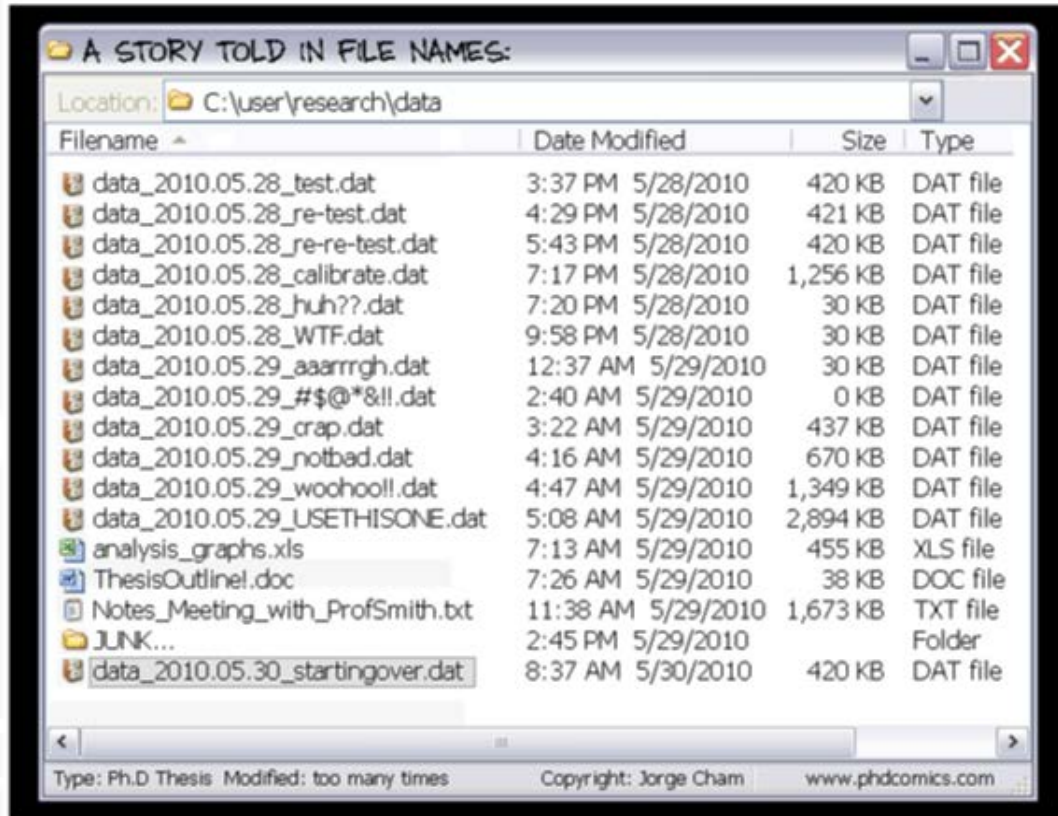 A STORY TOLD IN FILE NAMES:
Location: C:\user\research\data
Filename Date Modified Size Type
data_2010.05.28_test.dat 3:37 PM 5/28/2010 420 KB DAT file
data_2010.05.28_re-test.dat 4:29 PM 5/28/2010 421 KB DAT file
data_2010.05.28_re-re-test.dat 5:43 PM 5/28/2010 420 KB DAT file
data_2010.05.28_calibrate.dat 7:17 PM 5/28/2010 1,256 KB DAT file
data_2010.05.28_huh??.dat 7:20 PM 5/28/2010 30 KB DAT file
data_2010.05.28_WTF.dat 9:58 PM 5/28/2010 30 KB DAT file
data_2010.05.29_aaarrrgh.dat 12:37 AM 5/29/2010 30 KB DAT file
data_2010.05.29_#$@*&!!.dat 2:40 AM 5/29/2010 0 KB DAT file
data_2010.05.29_crap.dat 3:22 AM 5/29/2010 437 KB DAT file
data_2010.05.29_notbad.dat 4:16 AM 5/29/2010 670 KB DAT file
data_2010.05.29_woohoo!!.dat 4:47 AM 5/29/2010 1,349 KB DAT file
data_2010.05.29_USETHISONE.dat 5:08 AM 5/29/2010 2,894 KB DAT file
analysis_graphs.xls 7:13 AM 5/29/2010 455 KB XLS file
ThesisOutline!.doc 7:26 AM 5/29/2010 38 KB DOC file
Notes_Meeting_with_ProfSmith.txt 11:38 AM 5/29/2010 1,673 KB TXT file
JUNK... 2:45 PM 5/29/2010 Folder
data_2010.05.30_startingover.dat 8:37 AM 5/30/2010 420 KB DAT file
Type: Ph.D Thesis Modified: too many times Copyright: Jorge Cham www.phdcomics.com